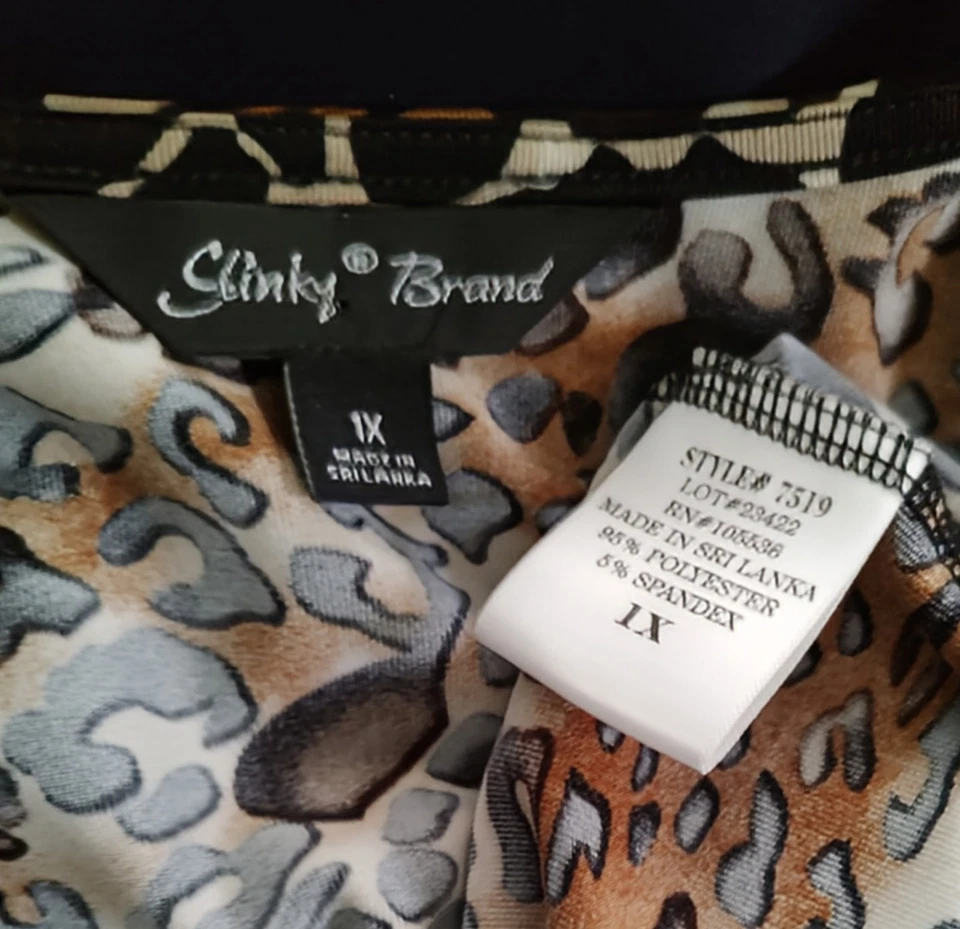 Slinky® Brand
1X
MADE IN
SRI LANKA
STYLE# 7519
LOT#23422
RN#105536
MADE IN SRI LANKA
95% POLYESTER
5% SPANDEX
1X